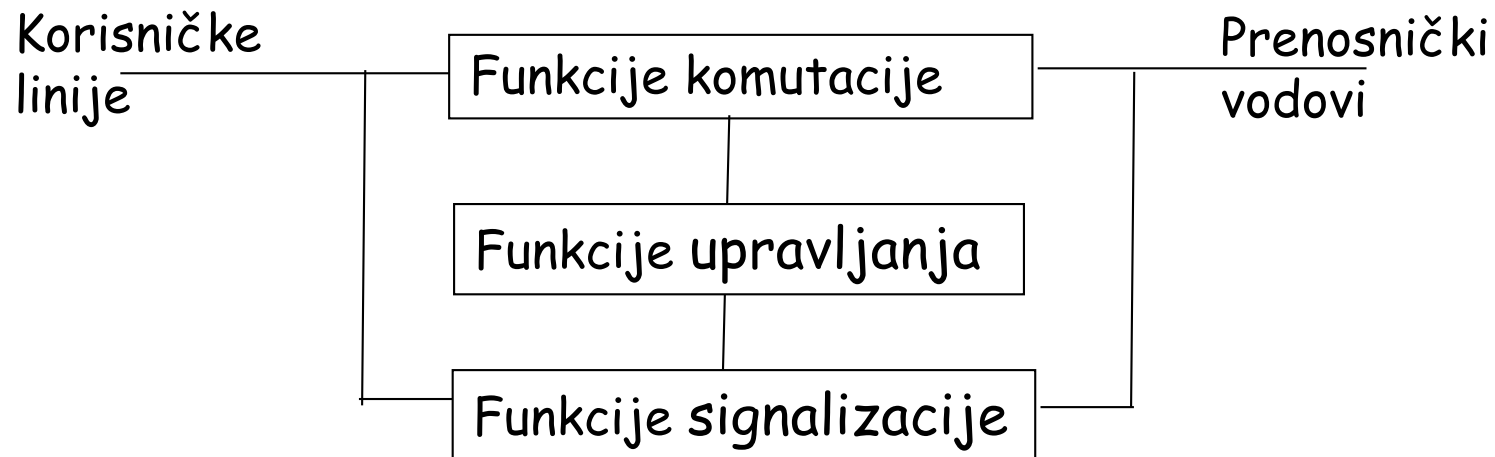 Korisničke
linije
Funkcije komutacije
Prenosnički
vodovi
Funkcije upravljanja
Funkcije signalizacije